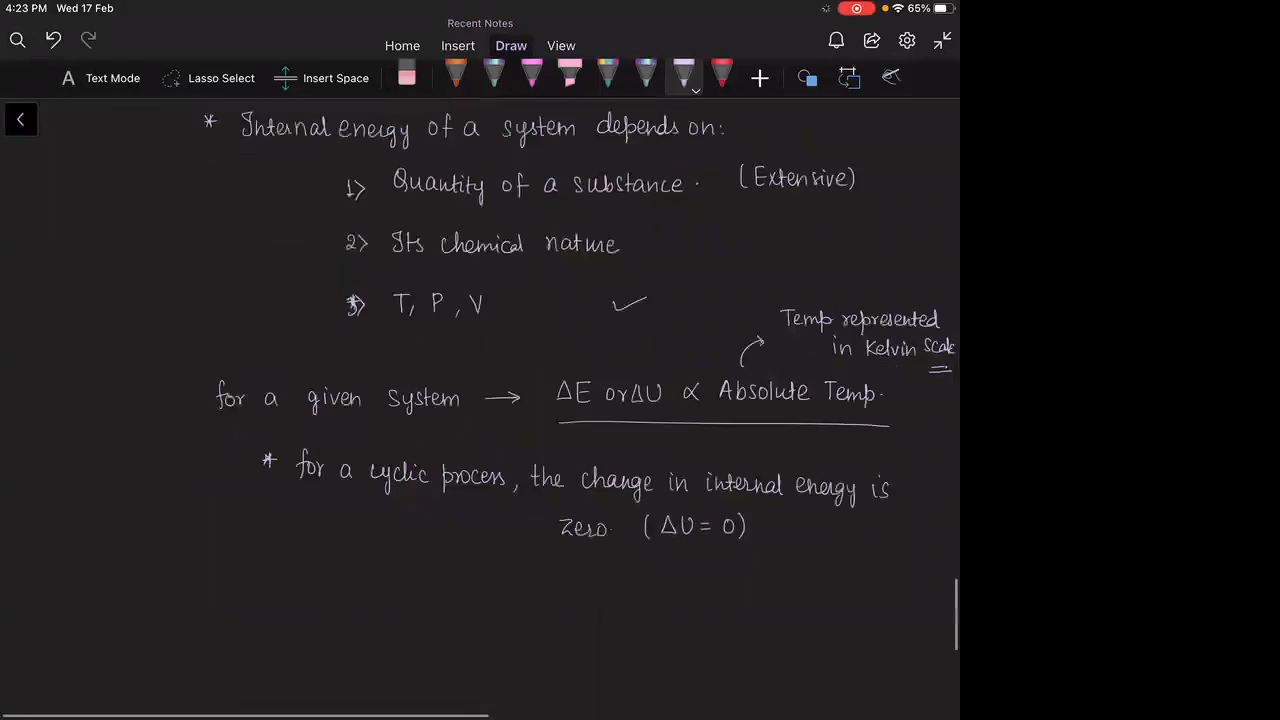 4:23 PM Wed 17 Feb
65%
Recent Notes
Home Insert Draw View
Text Mode Lasso Select Insert Space
* Internal energy of a system depends on:
1> Quantity of a substance. (Extensive)
2> Its chemical nature
3> T, P, V ✓
Temp represented
in Kelvin Scale
for a given system → ΔE or ΔU ∝ Absolute Temp.
* for a cyclic process, the change in internal energy is
zero. (ΔU = 0)